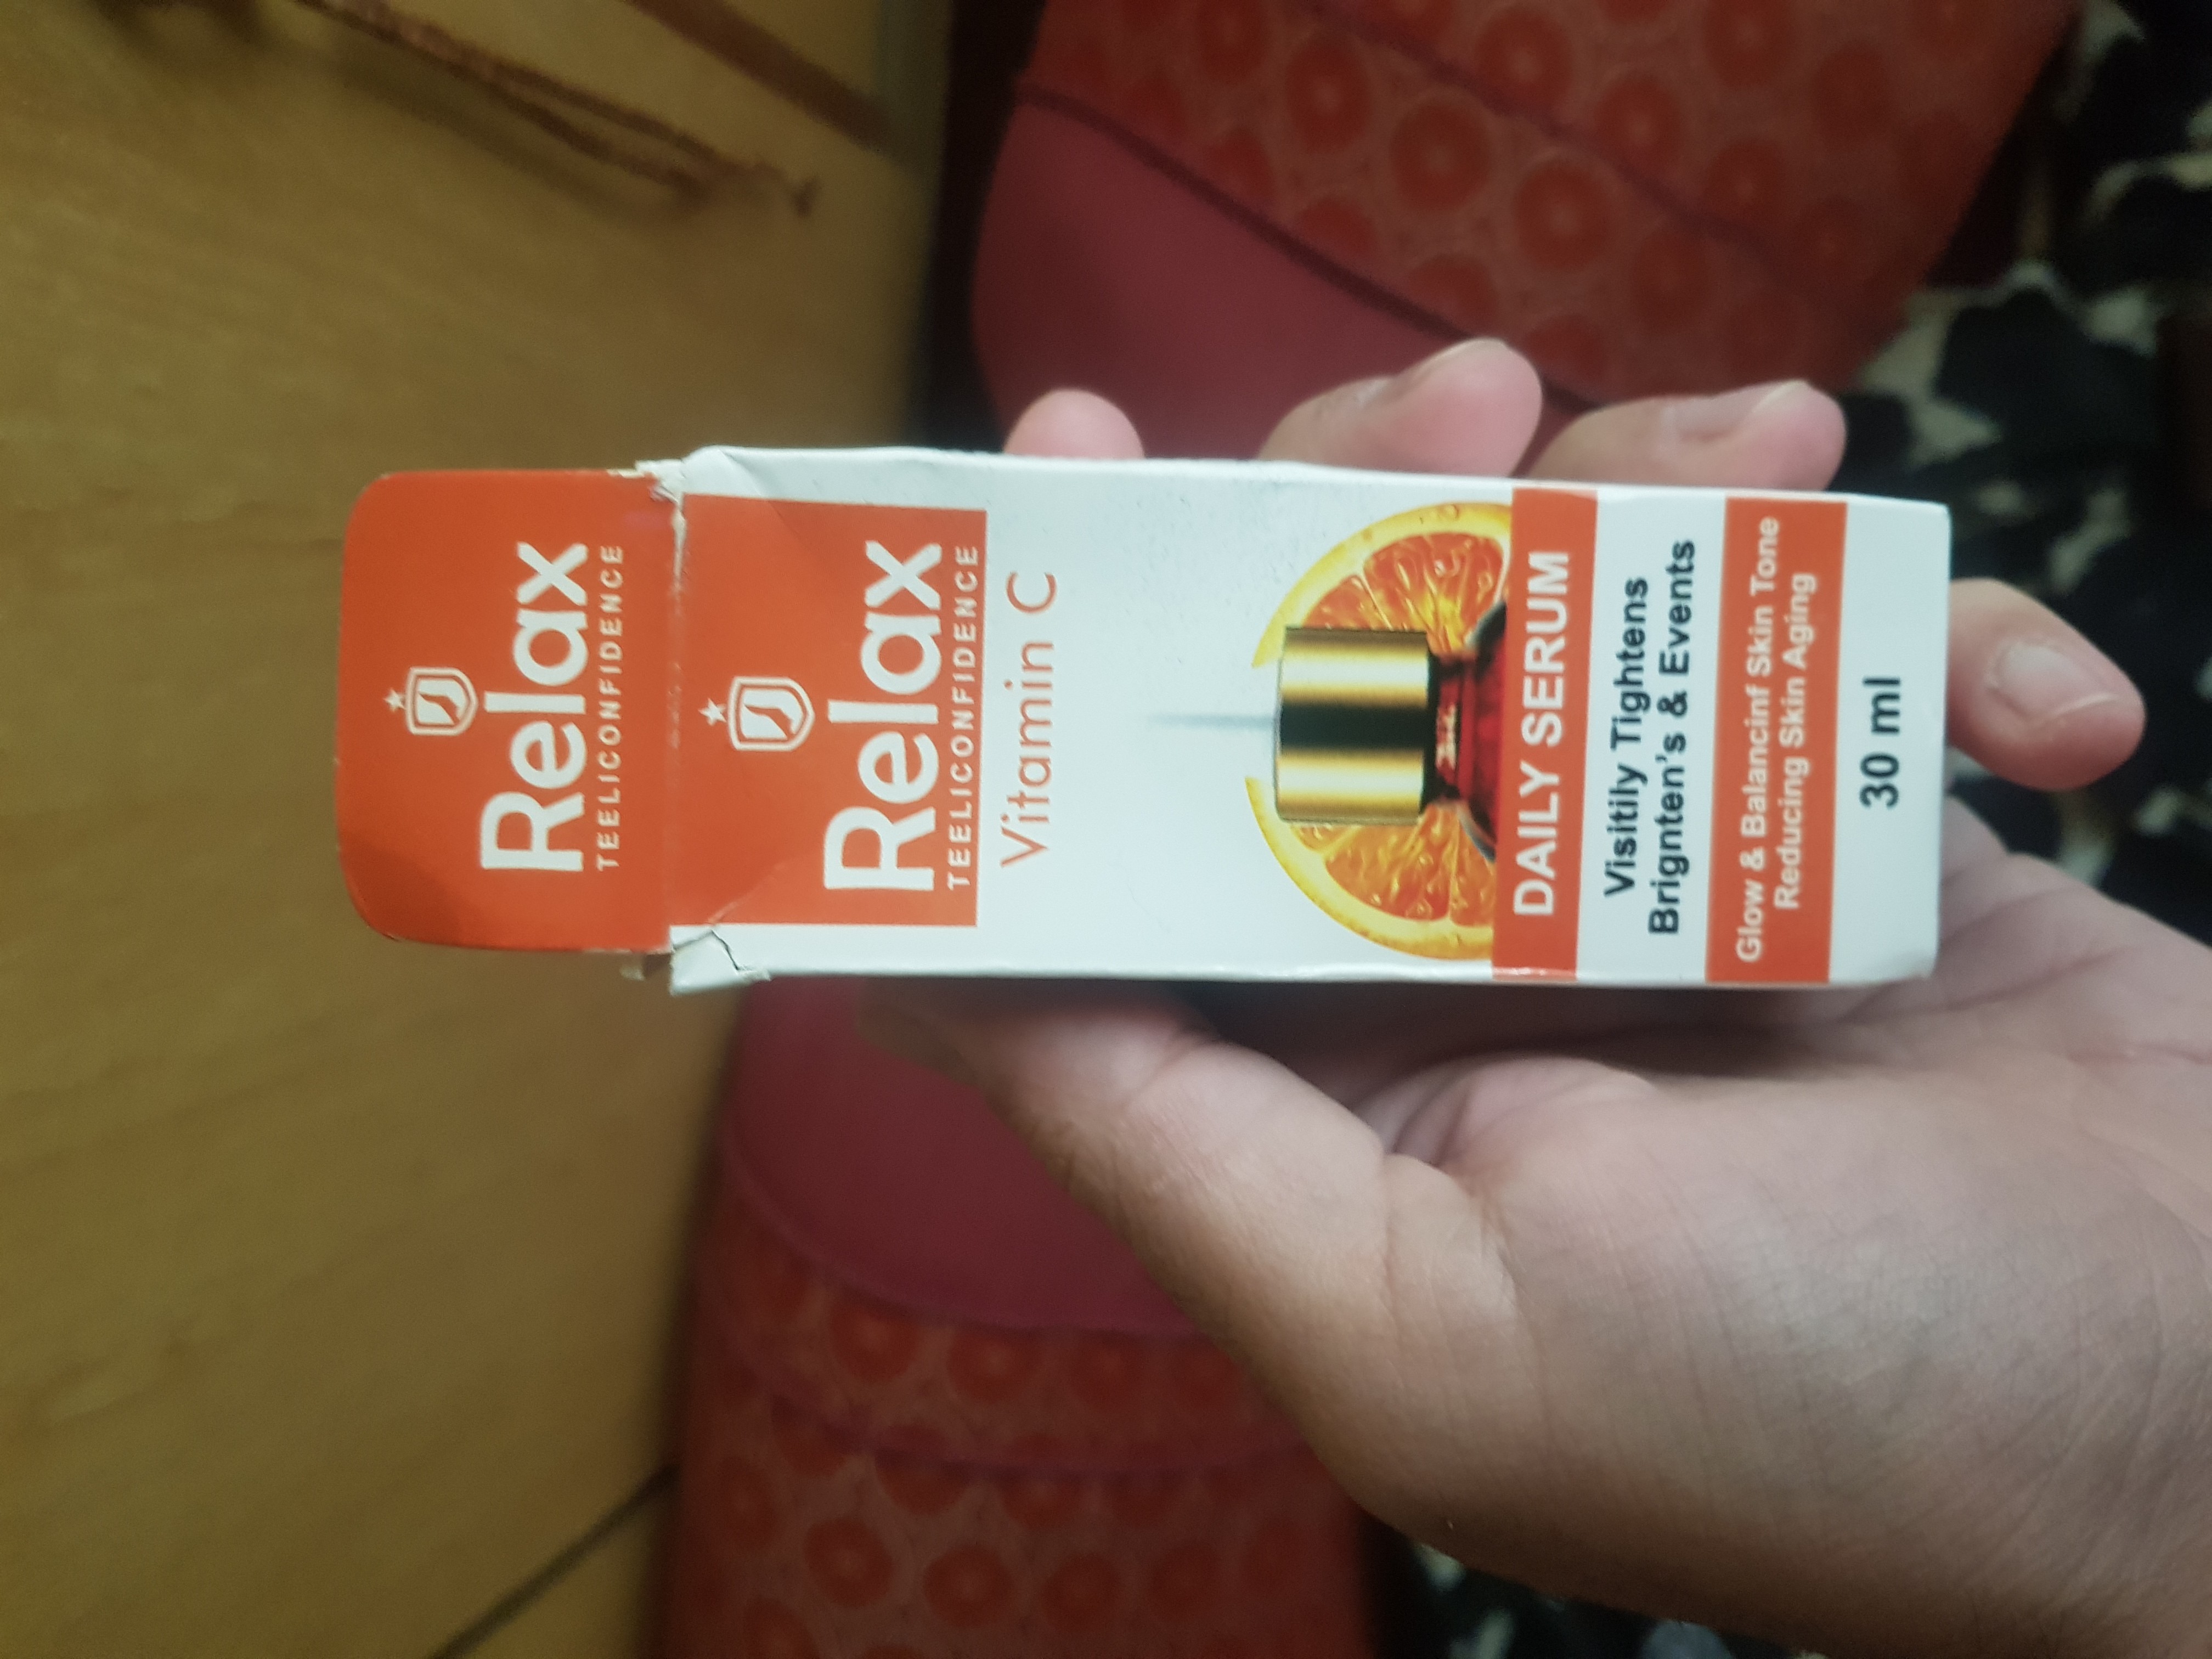 Relax
TEELICONFIDENCE
Relax
TEELICONFIDENCE
Vitamin C
DAILY SERUM
Visitily Tightens
Brignten's & Events
Glow & Balancinf Skin Tone
Reducing Skin Aging
30 ml